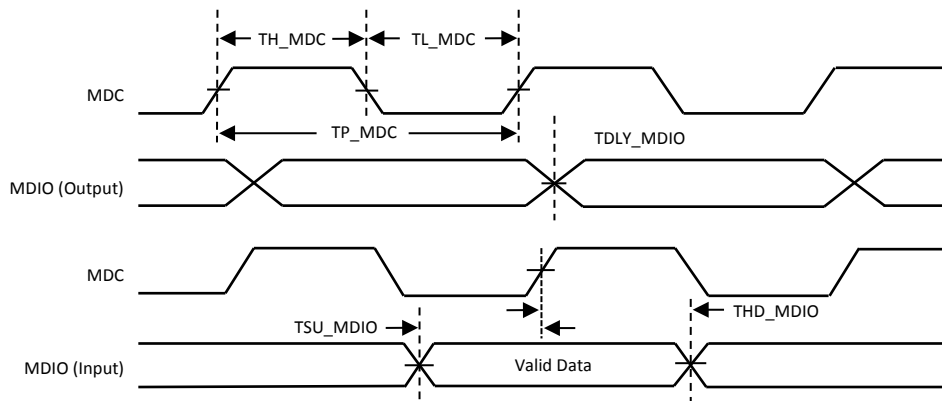 TH_MDC TL_MDC
MDC
TP_MDC
TDLY_MDIO
MDIO (Output)
MDC
TSU_MDIO THD_MDIO
MDIO (Input) Valid Data